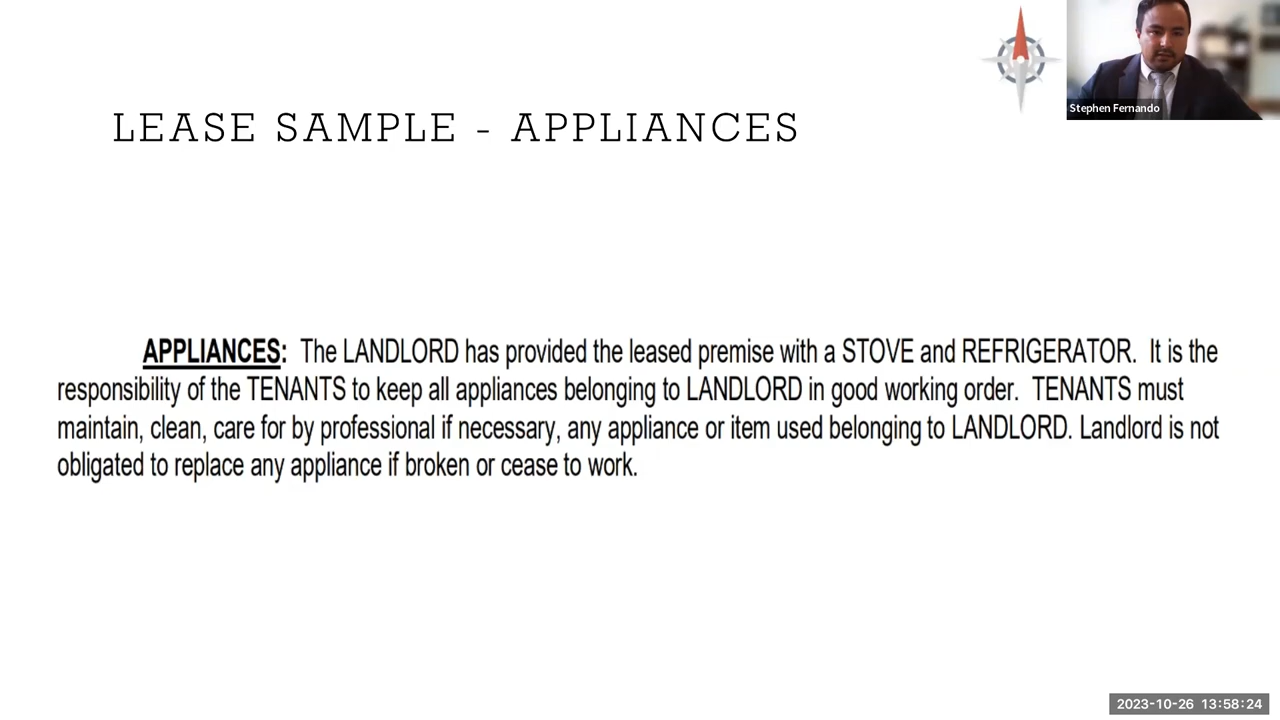 Stephen Fernando
LEASE SAMPLE - APPLIANCES
APPLIANCES: The LANDLORD has provided the leased premise with a STOVE and REFRIGERATOR. It is the
responsibility of the TENANTS to keep all appliances belonging to LANDLORD in good working order. TENANTS must
maintain, clean, care for by professional if necessary, any appliance or item used belonging to LANDLORD. Landlord is not
obligated to replace any appliance if broken or cease to work.
2023-10-26 13:58:24